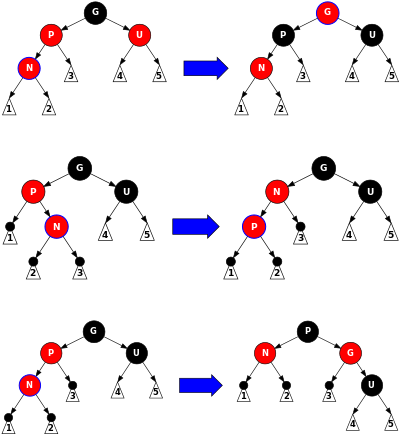 G G
P U P U
N 3 4 5 N 3 4 5
1 2 1 2
G G
P U N U
1 N 4 5 P 3 4 5
2 3 1 2
G P
P U N G
N 3 4 5 1 2 3 U
1 2 4 5